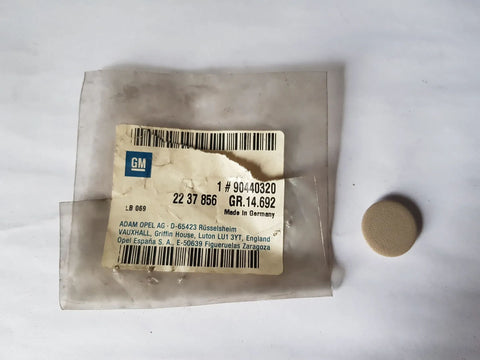 GM
1 # 90440320
22 37 856 GR.14.692
Made in Germany
LB 069
ADAM OPEL AG · D-65423 Rüsselsheim
VAUXHALL, Griffin House, Luton LU1 3YT, England
Opel España S. A., E-50639 Figueruelas Zaragoza